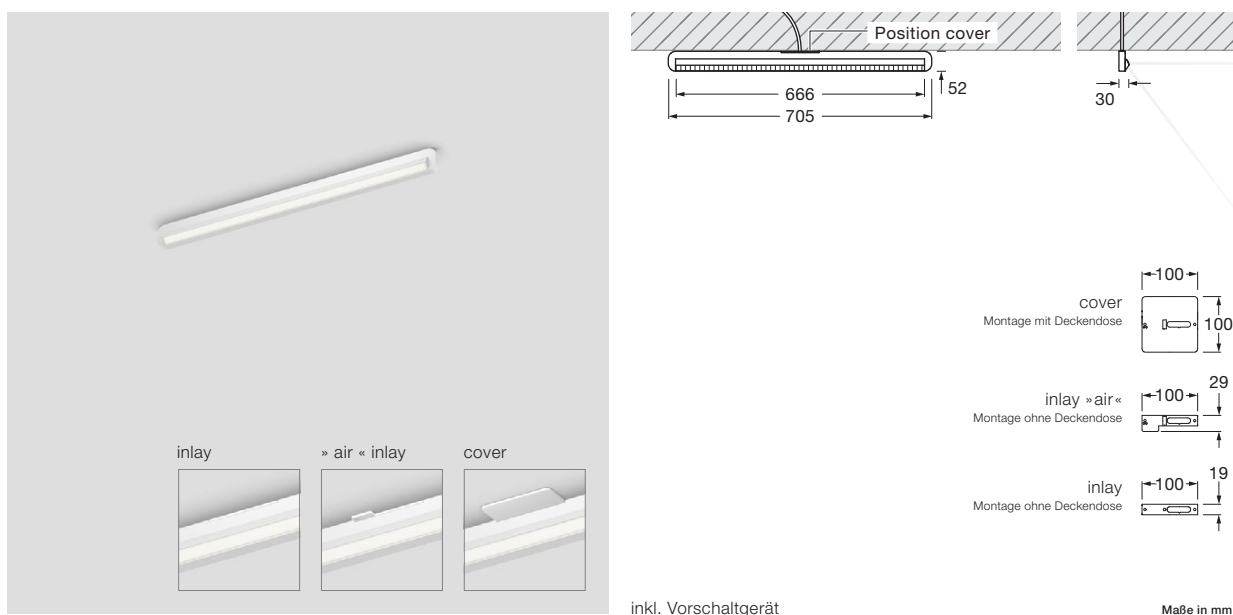 Position cover
52
666
705
30
100
cover
Montage mit Deckendose
100
29
inlay »air«
Montage ohne Deckendose
100
19
inlay
Montage ohne Deckendose
100
inlay
» air « inlay
cover
inkl. Vorschaltgerät
Maße in mm